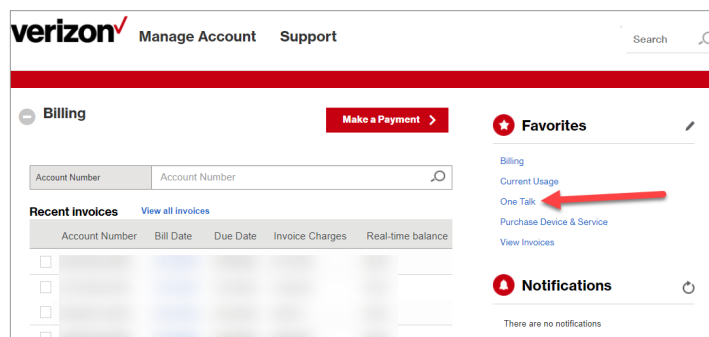 verizon✓ Manage Account Support
Search
Billing
Make a Payment
Account Number Account Number
Recent invoices View all invoices
Account Number Bill Date Due Date Invoice Charges Real-time balance
Favorites
Billing
Current Usage
One Talk
Purchase Device & Service
View Invoices
Notifications
There are no notifications